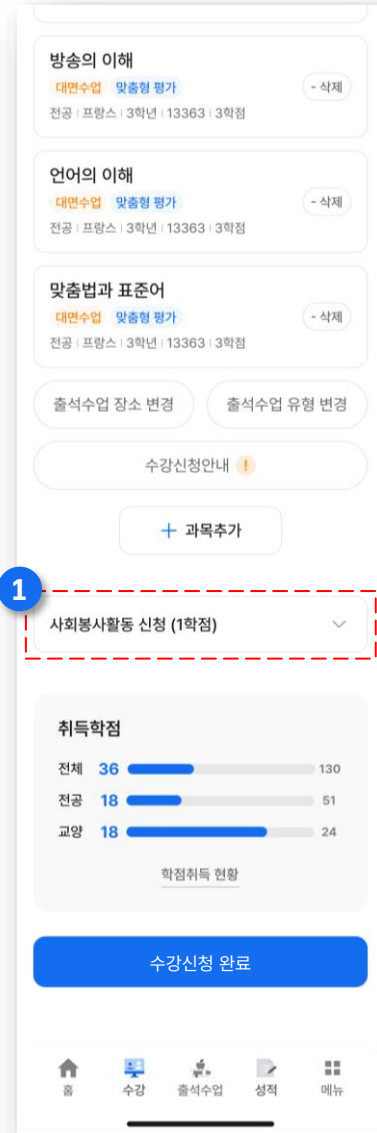 방송의 이해
대면수업 맞춤형 평가
- 삭제
전공 | 프랑스 | 3학년 | 13363 | 3학점
언어의 이해
대면수업 맞춤형 평가
- 삭제
전공 | 프랑스 | 3학년 | 13363 | 3학점
맞춤법과 표준어
대면수업 맞춤형 평가
- 삭제
전공 | 프랑스 | 3학년 | 13363 | 3학점
출석수업 장소 변경 출석수업 유형 변경
수강신청안내 !
+ 과목추가
1
사회봉사활동 신청 (1학점)
취득학점
전체 36 130
전공 18 51
교양 18 24
학점취득 현황
수강신청 완료
홈 수강 출석수업 성적 메뉴